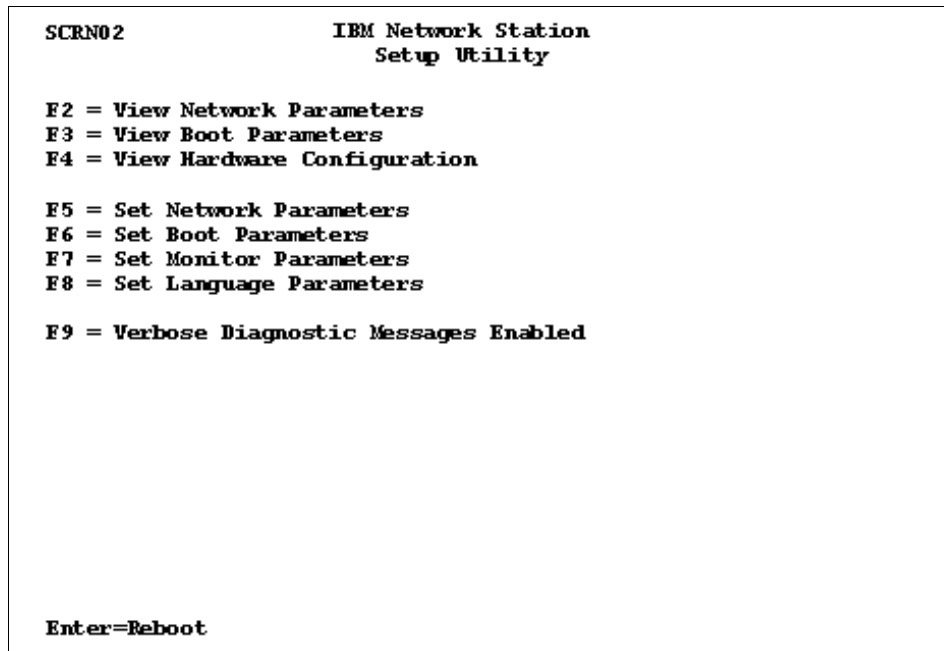 SCRN02 IBM Network Station
Setup Utility
F2 = View Network Parameters
F3 = View Boot Parameters
F4 = View Hardware Configuration
F5 = Set Network Parameters
F6 = Set Boot Parameters
F7 = Set Monitor Parameters
F8 = Set Language Parameters
F9 = Verbose Diagnostic Messages Enabled
Enter=Reboot